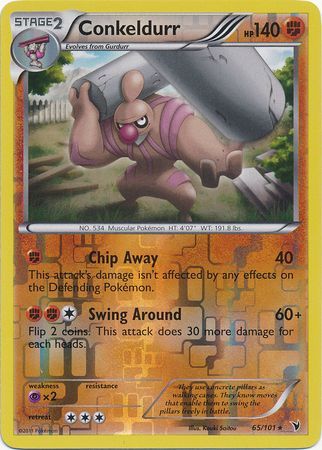 STAGE2 Conkeldurr HP140
Evolves from Gurdurr
NO. 534 Muscular Pokémon HT: 4'07" WT: 191.8 lbs.
Chip Away 40
This attack's damage isn't affected by any effects on
the Defending Pokémon.
Swing Around 60+
Flip 2 coins. This attack does 30 more damage for
each heads.
weakness resistance
×2
retreat
They use concrete pillars as
walking canes. They know moves
that enable them to swing the
pillars freely in battle.
Illus. Kouki Saitou
65/101 ★
©2011 Pokémon